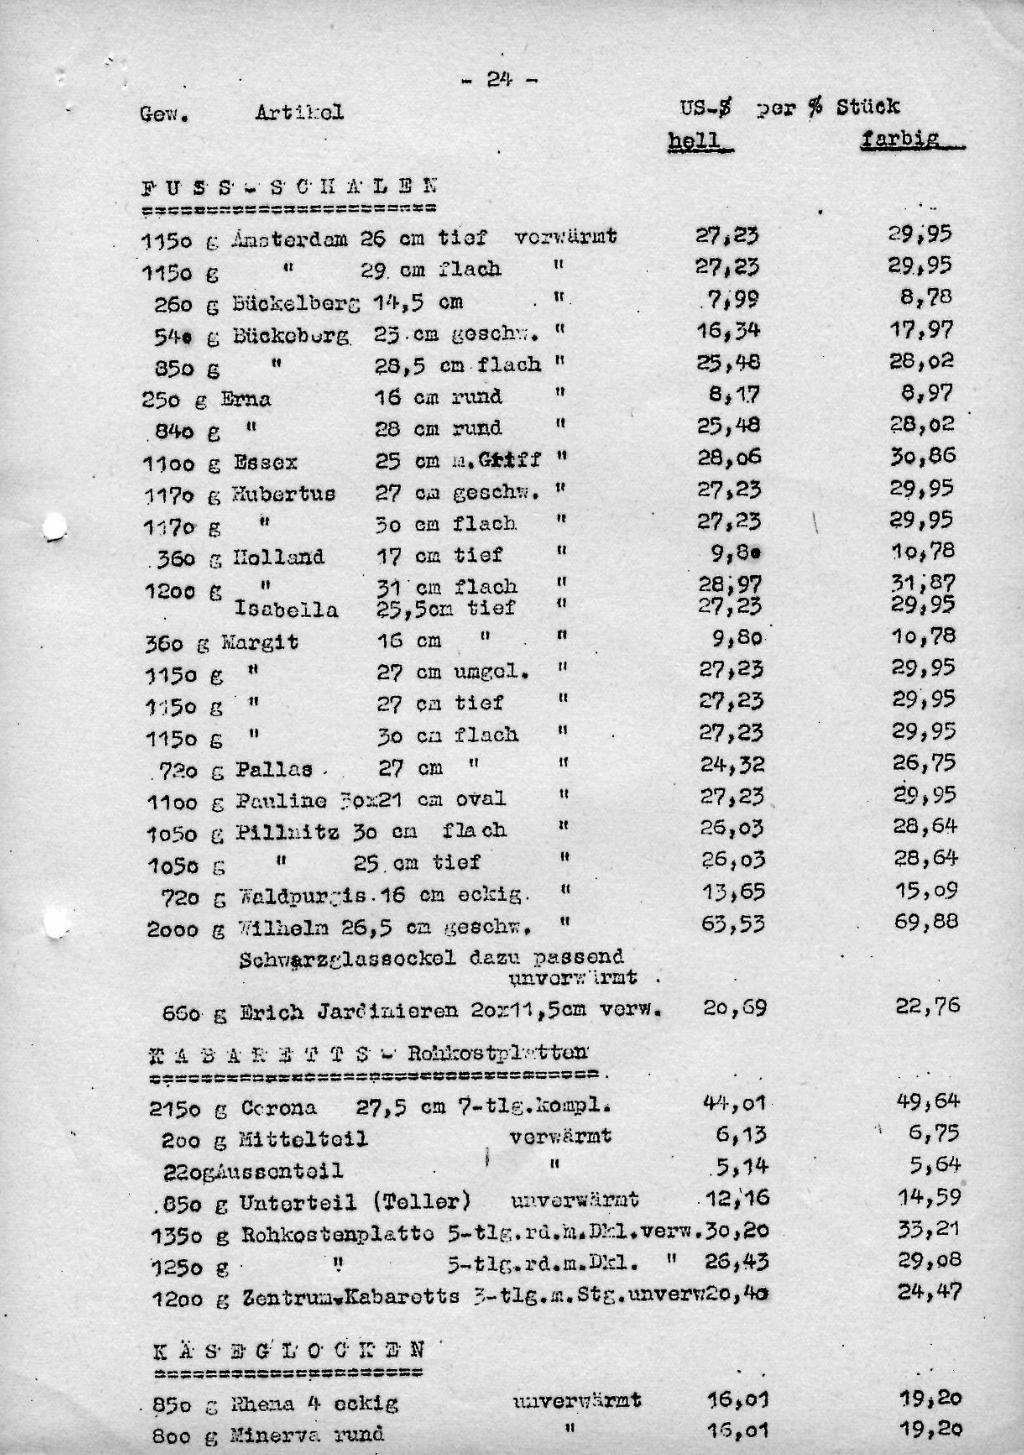 - 24 -
Gew. Artikel US-$ per % Stück
hell farbig
F U S S - S C H A L E N
=======================
1150 g Amsterdam 26 cm tief verwärmt 27,23 29,95
1150 g " 29 cm flach " 27,23 29,95
260 g Bückelberg 14,5 cm " 7,99 8,78
540 g Bückeburg 23 cm geschw. " 16,34 17,97
850 g " 28,5 cm flach " 25,48 28,02
250 g Erna 16 cm rund " 8,17 8,97
840 g " 28 cm rund " 25,48 28,02
1100 g Essex 25 cm m.Griff " 28,06 30,86
1170 g Hubertus 27 cm geschw. " 27,23 29,95
1170 g " 30 cm flach " 27,23 29,95
360 g Holland 17 cm tief " 9,80 10,78
1200 g " 31 cm flach " 28,97 31,87
Isabella 25,5cm tief " 27,23 29,95
360 g Margit 16 cm " " 9,80 10,78
1150 g " 27 cm umgel. " 27,23 29,95
1150 g " 27 cm tief " 27,23 29,95
1150 g " 30 cm flach " 27,23 29,95
720 g Pallas 27 cm " " 24,32 26,75
1100 g Pauline 30x21 cm oval " 27,23 29,95
1050 g Pillnitz 30 cm flach " 26,03 28,64
1050 g " 25 cm tief " 26,03 28,64
720 g Waldpurgis 16 cm eckig " 13,65 15,09
2000 g Wilhelm 26,5 cm geschw. " 63,53 69,88
Schwarzglassockel dazu passend
unverwärmt
660 g Erich Jardinieren 20x11,5cm verw. 20,69 22,76
K A B A R E T T S - Rohkostplatten
===================================
2150 g Corona 27,5 cm 7-tlg.kompl. 44,01 49,64
200 g Mittelteil verwärmt 6,13 6,75
220gAussenteil " 5,14 5,64
850 g Unterteil (Teller) unverwärmt 12,16 14,59
1350 g Rohkostenplatte 5-tlg.rd.m.Dkl.verw.30,20 33,21
1250 g " 5-tlg.rd.m.Dkl. " 26,43 29,08
1200 g Zentrum.Kabaretts 3-tlg.m.Stg.unverw20,40 24,47
K Ä S E G L O C K E N
=====================
850 g Rhena 4 eckig unverwärmt 16,01 19,20
800 g Minerva rund " 16,01 19,20